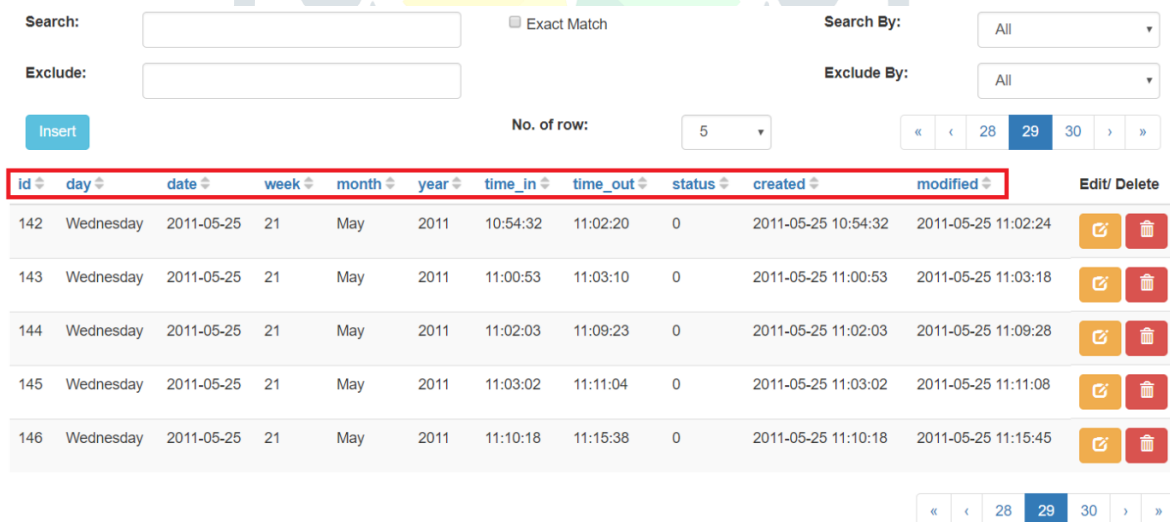 Search: Exact Match Search By: All
Exclude: Exclude By: All
Insert No. of row: 5 « ‹ 28 29 30 › »
id day date week month year time_in time_out status created modified Edit/ Delete
142 Wednesday 2011-05-25 21 May 2011 10:54:32 11:02:20 0 2011-05-25 10:54:32 2011-05-25 11:02:24
143 Wednesday 2011-05-25 21 May 2011 11:00:53 11:03:10 0 2011-05-25 11:00:53 2011-05-25 11:03:18
144 Wednesday 2011-05-25 21 May 2011 11:02:03 11:09:23 0 2011-05-25 11:02:03 2011-05-25 11:09:28
145 Wednesday 2011-05-25 21 May 2011 11:03:02 11:11:04 0 2011-05-25 11:03:02 2011-05-25 11:11:08
146 Wednesday 2011-05-25 21 May 2011 11:10:18 11:15:38 0 2011-05-25 11:10:18 2011-05-25 11:15:45
« ‹ 28 29 30 › »